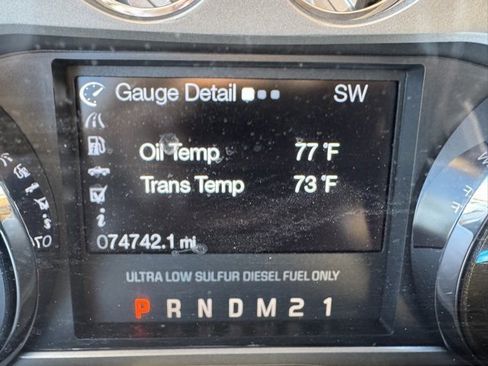 Gauge Detail SW
Oil Temp 77 °F
Trans Temp 73 °F
i
074742.1 mi
ULTRA LOW SULFUR DIESEL FUEL ONLY
P R N D M 2 1